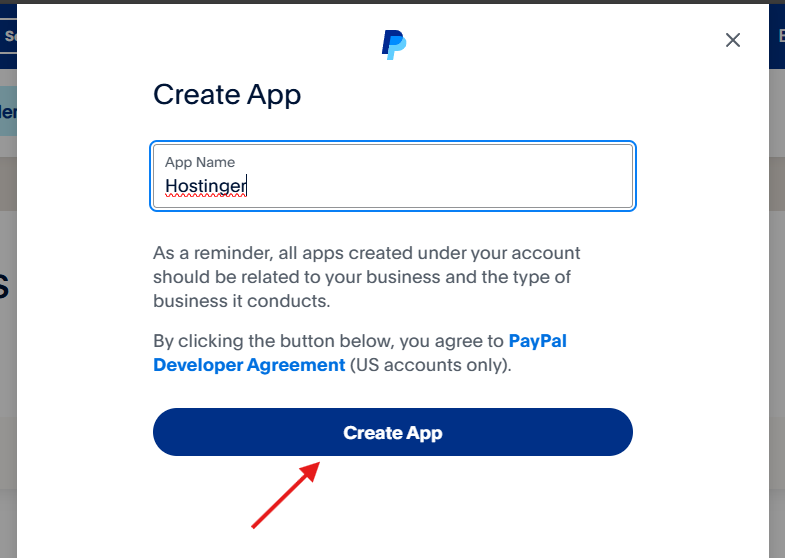 Create App
App Name
Hostinger
As a reminder, all apps created under your account
should be related to your business and the type of
business it conducts.
By clicking the button below, you agree to PayPal
Developer Agreement (US accounts only).
Create App